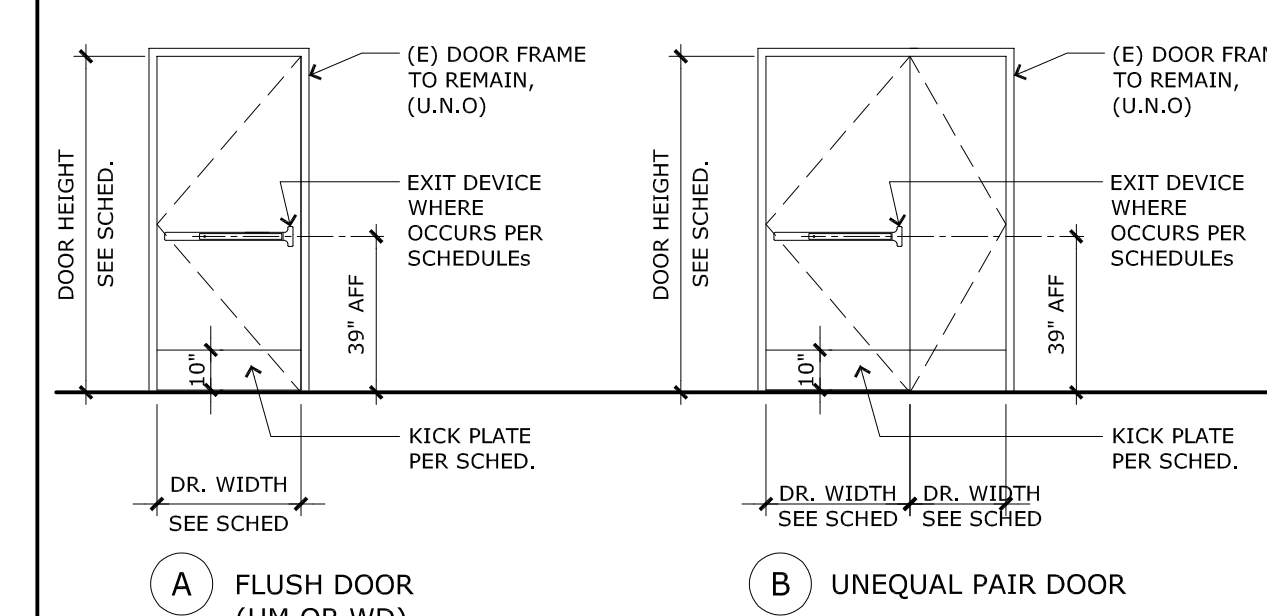 (E) DOOR FRAME
TO REMAIN,
(U.N.O)
DOOR HEIGHT
SEE SCHED.
EXIT DEVICE
WHERE
OCCURS PER
SCHEDULEs
39" AFF
10"
KICK PLATE
PER SCHED.
DR. WIDTH
SEE SCHED
A
FLUSH DOOR
(HM OR WD)
(E) DOOR FRAM
TO REMAIN,
(U.N.O)
DOOR HEIGHT
SEE SCHED.
EXIT DEVICE
WHERE
OCCURS PER
SCHEDULEs
39" AFF
10"
KICK PLATE
PER SCHED.
DR. WIDTH DR. WIDTH
SEE SCHED SEE SCHED
B
UNEQUAL PAIR DOOR